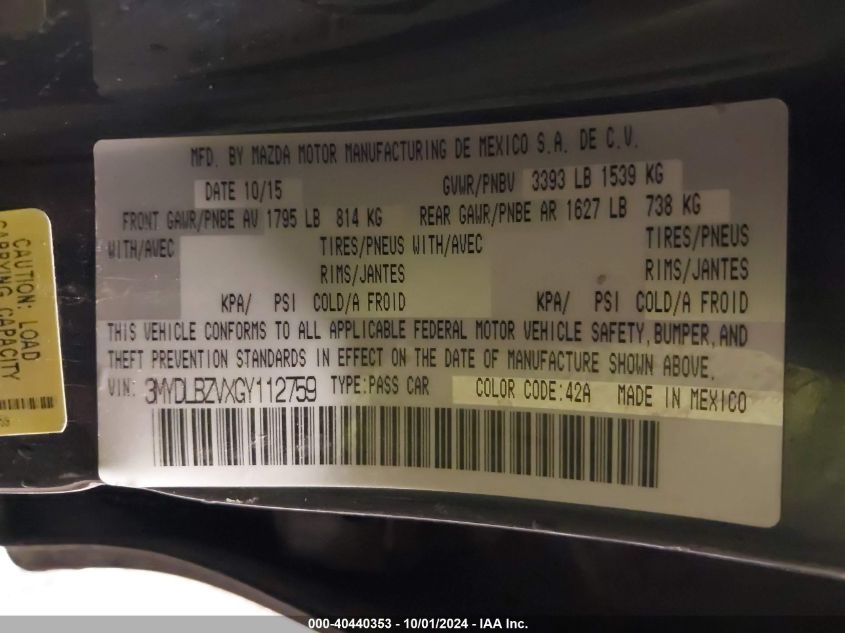 MFD. BY MAZDA MOTOR MANUFACTURING DE MEXICO S.A. DE C.V.
DATE 10/15 GVWR/PNBV 3393 LB 1539 KG
FRONT GAWR/PNBE AV 1795 LB 814 KG REAR GAWR/PNBE AR 1627 LB 738 KG
WITH/AVEC TIRES/PNEUS WITH/AVEC TIRES/PNEUS
RIMS/JANTES RIMS/JANTES
KPA/ PSI COLD/A FROID KPA/ PSI COLD/A FROID
THIS VEHICLE CONFORMS TO ALL APPLICABLE FEDERAL MOTOR VEHICLE SAFETY, BUMPER, AND
THEFT PREVENTION STANDARDS IN EFFECT ON THE DATE OF MANUFACTURE SHOWN ABOVE.
VIN: 3MYDLBZVXGY112759 TYPE:PASS CAR COLOR CODE:42A MADE IN MEXICO
CAUTION: LOAD
CARRYING CAPACITY
000-40440353 - 10/01/2024 - IAA Inc.